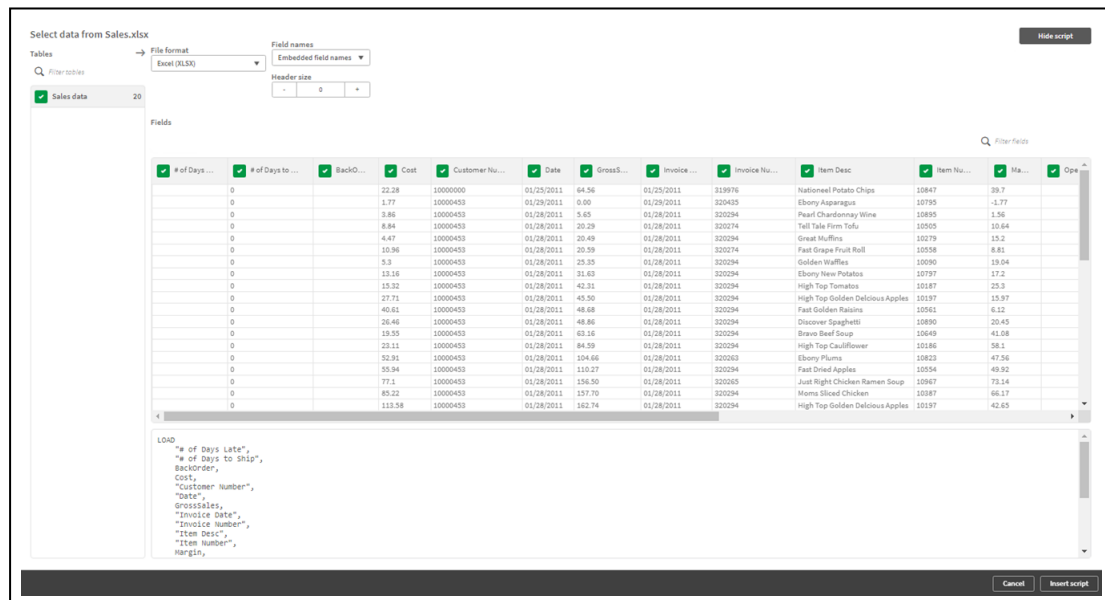 Select data from Sales.xlsx
Hide script
Tables
File format
Field names
Excel (XLSX)
Embedded field names
Filter tables
Header size
- 0 +
Sales data 20
Fields
Filter fields
# of Days ... # of Days to ... BackO... Cost Customer Nu... Date GrossS... Invoice ... Invoice Nu... Item Desc Item Nu... Ma... Ope
0 22.28 10000000 01/25/2011 64.56 01/25/2011 319976 Nationeel Potato Chips 10847 39.7
0 1.77 10000453 01/29/2011 0.00 01/29/2011 320435 Ebony Asparagus 10795 -1.77
0 3.86 10000453 01/28/2011 5.65 01/28/2011 320294 Pearl Chardonnay Wine 10895 1.56
0 8.84 10000453 01/28/2011 20.29 01/28/2011 320274 Tell Tale Firm Tofu 10505 10.64
0 4.47 10000453 01/28/2011 20.49 01/28/2011 320294 Great Muffins 10279 15.2
0 10.96 10000453 01/28/2011 20.59 01/28/2011 320274 Fast Grape Fruit Roll 10558 8.81
0 5.3 10000453 01/28/2011 25.35 01/28/2011 320294 Golden Waffles 10090 19.04
0 13.16 10000453 01/28/2011 31.63 01/28/2011 320294 Ebony New Potatos 10797 17.2
0 15.32 10000453 01/28/2011 42.31 01/28/2011 320294 High Top Tomatos 10187 25.3
0 27.71 10000453 01/28/2011 45.50 01/28/2011 320294 High Top Golden Delcious Apples 10197 15.97
0 40.61 10000453 01/28/2011 48.68 01/28/2011 320294 Fast Golden Raisins 10561 6.12
0 26.46 10000453 01/28/2011 48.86 01/28/2011 320294 Discover Spaghetti 10890 20.45
0 19.55 10000453 01/28/2011 63.16 01/28/2011 320294 Bravo Beef Soup 10649 41.08
0 23.11 10000453 01/28/2011 84.59 01/28/2011 320294 High Top Cauliflower 10186 58.1
0 52.91 10000453 01/28/2011 104.66 01/28/2011 320263 Ebony Plums 10823 47.56
0 55.94 10000453 01/28/2011 110.27 01/28/2011 320294 Fast Dried Apples 10554 49.92
0 77.1 10000453 01/28/2011 156.50 01/28/2011 320265 Just Right Chicken Ramen Soup 10967 73.14
0 85.22 10000453 01/28/2011 157.70 01/28/2011 320294 Moms Sliced Chicken 10387 66.17
0 113.58 10000453 01/28/2011 162.74 01/28/2011 320294 High Top Golden Delcious Apples 10197 42.65
LOAD
"# of Days Late",
"# of Days to Ship",
BackOrder,
Cost,
"Customer Number",
"Date",
GrossSales,
"Invoice Date",
"Invoice Number",
"Item Desc",
"Item Number",
Margin,
Cancel
Insert script